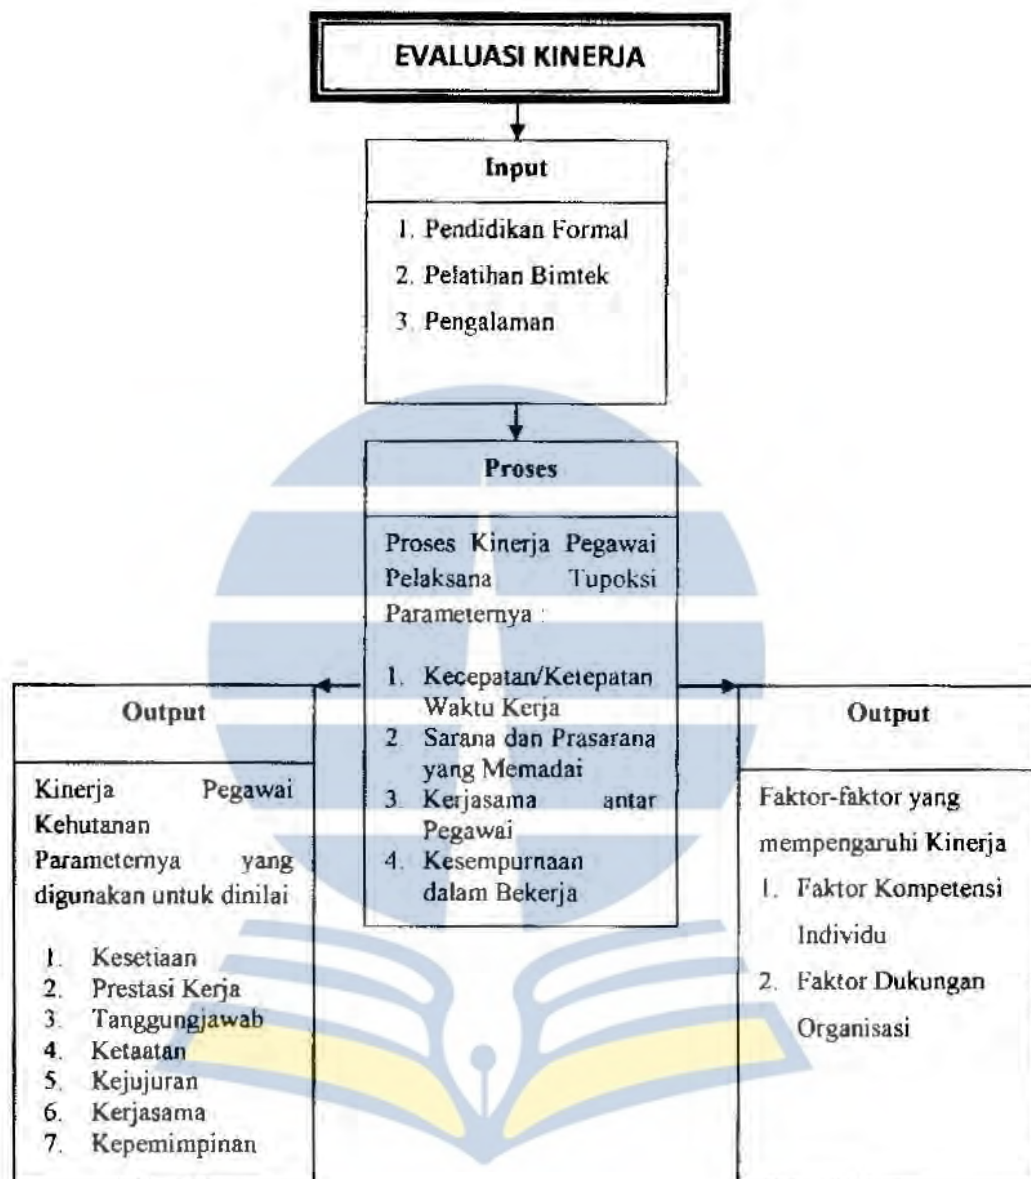 EVALUASI KINERJA
Input
1. Pendidikan Formal
2. Pelatihan Bimtek
3. Pengalaman
Proses
Proses Kinerja Pegawai
Pelaksana Tupoksi
Parameternya :
1. Kecepatan/Ketepatan
Waktu Kerja
2. Sarana dan Prasarana
yang Memadai
3. Kerjasama antar
Pegawai
4. Kesempurnaan
dalam Bekerja
Output
Kinerja Pegawai
Kehutanan
Parameternya yang
digunakan untuk dinilai
1. Kesetiaan
2. Prestasi Kerja
3. Tanggungjawab
4. Ketaatan
5. Kejujuran
6. Kerjasama
7. Kepemimpinan
Output
Faktor-faktor yang
mempengaruhi Kinerja
1. Faktor Kompetensi
Individu
2. Faktor Dukungan
Organisasi